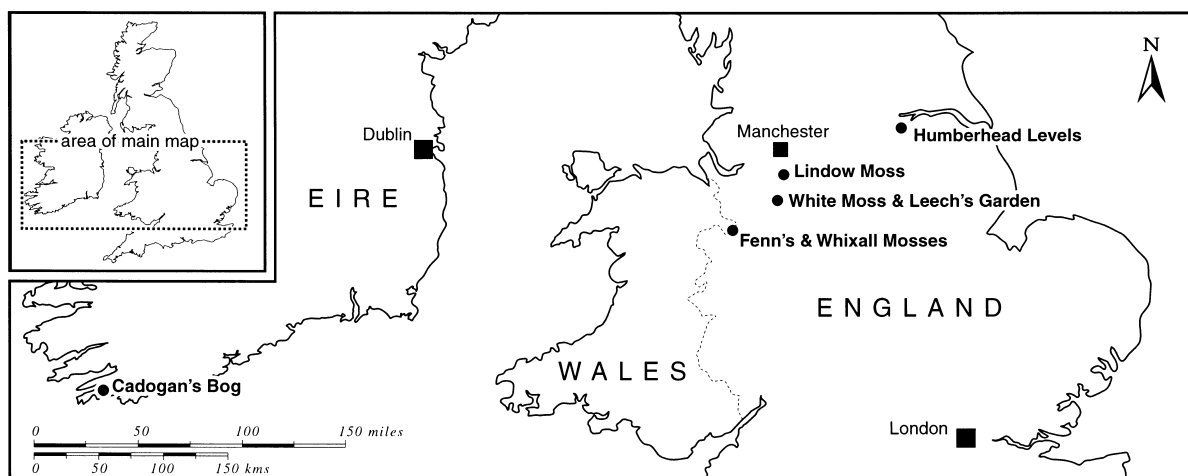 area of main map
N
Dublin
Manchester
Humberhead Levels
Lindow Moss
EIRE
White Moss & Leech's Garden
Fenn's & Whixall Mosses
ENGLAND
WALES
Cadogan's Bog
London
0 50 100 150 miles
0 50 100 150 kms